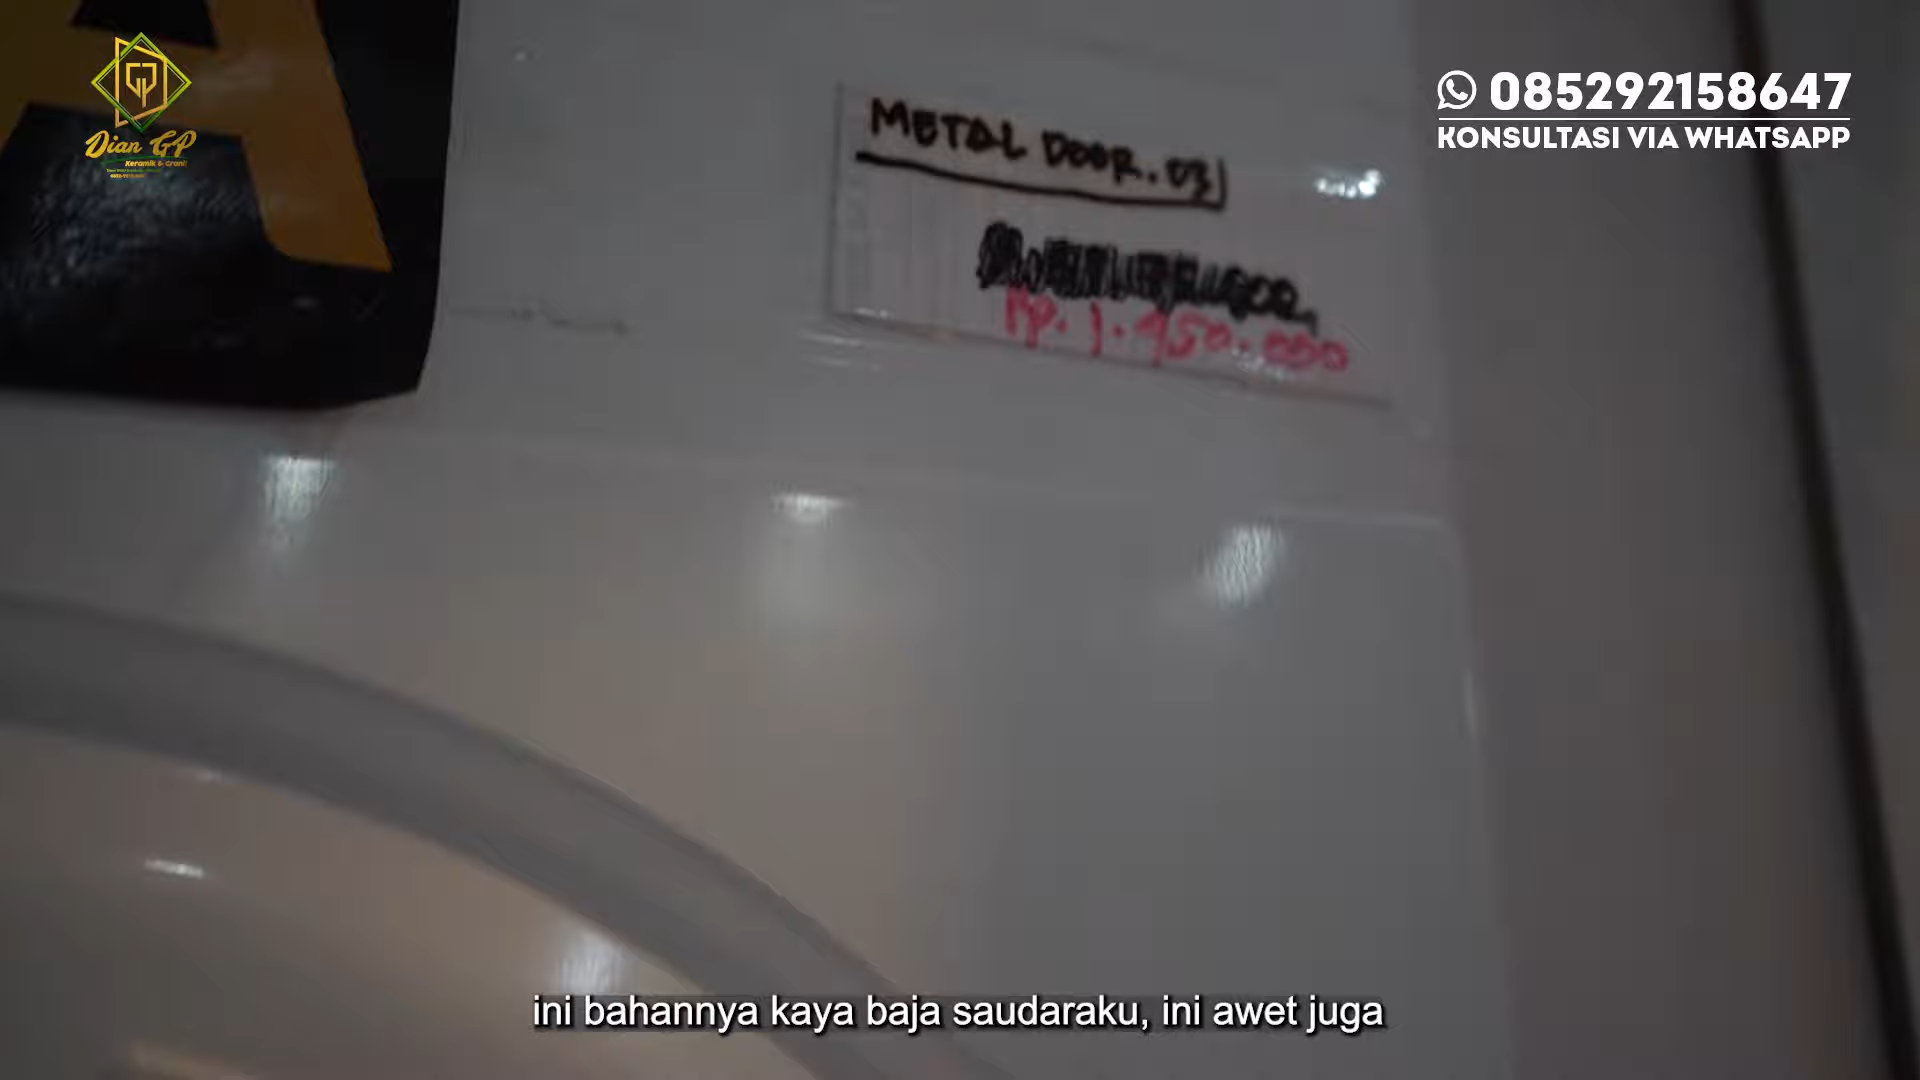 A
Dian GP
Keramik & Granit
085292158647
KONSULTASI VIA WHATSAPP
METAL DOOR. 03
Rp. 1.950.000
ini bahannya kaya baja saudaraku, ini awet juga